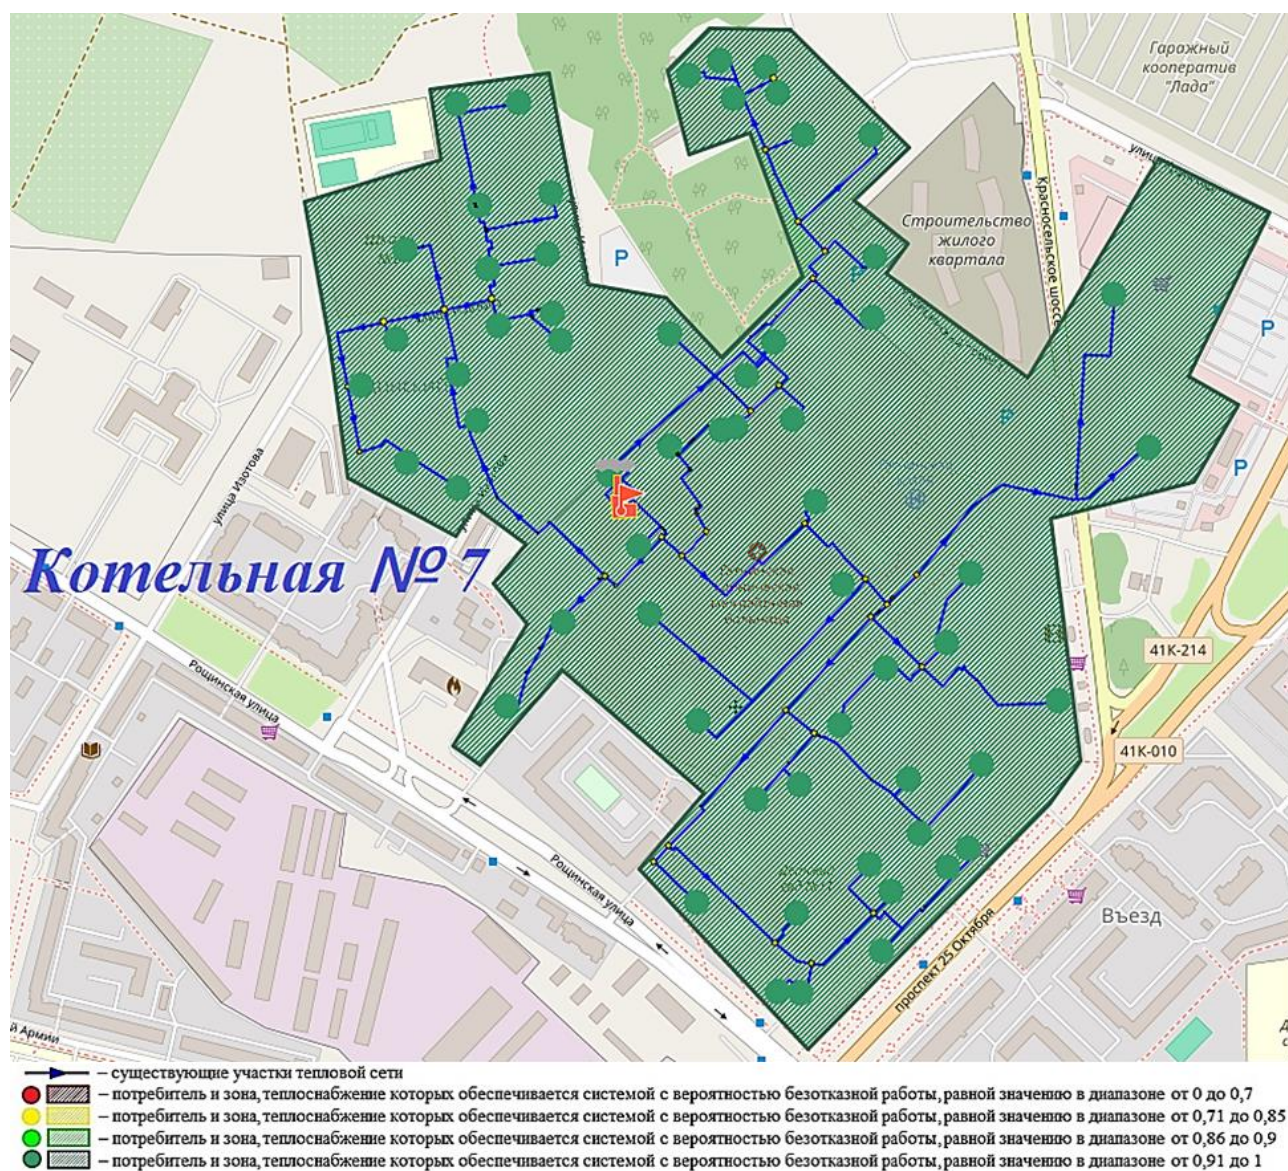 Гаражный
кооператив
"Лада"
улица
Красносельское шоссе
Строительство
жилого
квартала
P
P
P
улица Изотова
Котельная № 7
41К-214
41К-010
Рощинская улица
Рощинская улица
Въезд
проспект 25 Октября
й Армии
– существующие участки тепловой сети
– потребитель и зона, теплоснабжение которых обеспечивается системой с вероятностью безотказной работы, равной значению в диапазоне от 0 до 0,7
– потребитель и зона, теплоснабжение которых обеспечивается системой с вероятностью безотказной работы, равной значению в диапазоне от 0,71 до 0,85
– потребитель и зона, теплоснабжение которых обеспечивается системой с вероятностью безотказной работы, равной значению в диапазоне от 0,86 до 0,9
– потребитель и зона, теплоснабжение которых обеспечивается системой с вероятностью безотказной работы, равной значению в диапазоне от 0,91 до 1